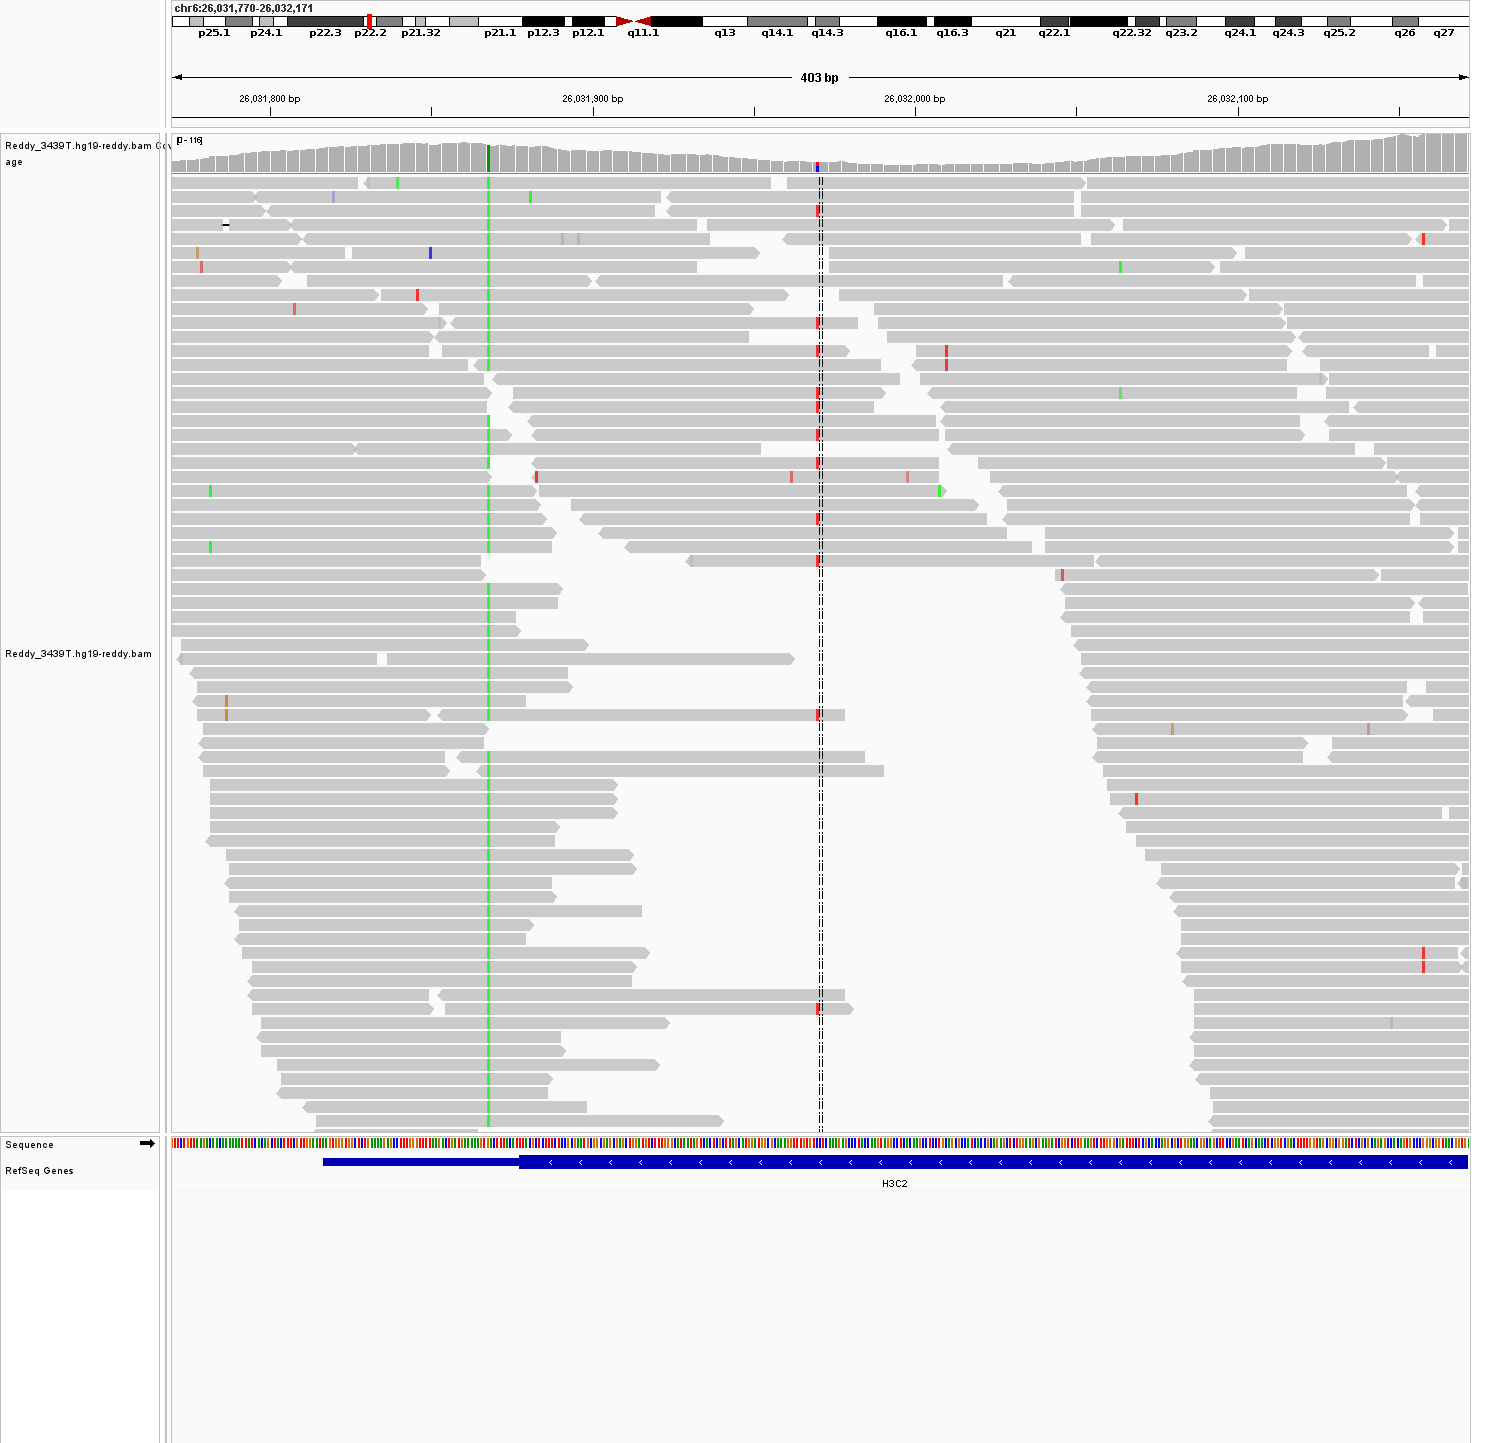 chr6:26,031,770-26,032,171
p25.1 p24.1 p22.3 p22.2 p21.32 p21.1 p12.3 p12.1 q11.1 q13 q14.1 q14.3 q16.1 q16.3 q21 q22.1 q22.32 q23.2 q24.1 q24.3 q25.2 q26 q27
403 bp
26,031,800 bp 26,031,900 bp 26,032,000 bp 26,032,100 bp
[0 - 116]
Reddy_3439T.hg19-reddy.bam Cov
age
Reddy_3439T.hg19-reddy.bam
Sequence
RefSeq Genes
H3C2